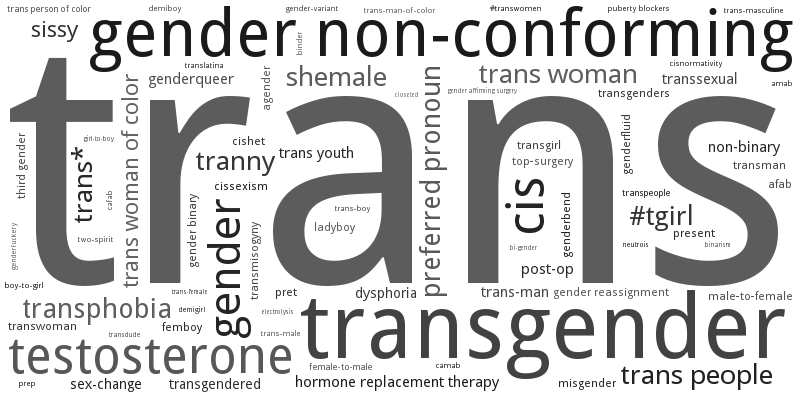 trans person of color
demiboy
gender-variant
trans-man-of-color
#transwomen
puberty blockers
trans-masculine
sissy
gender non-conforming
binder
translatina
cisnormativity
genderqueer
agender
shemale
trans woman
transsexual
amab
closeted
gender affirming surgery
transgenders
trans
trans woman of color
preferred pronoun
third gender
girl-to-boy
trans*
cafab
cishet
tranny
trans youth
transgirl
top-surgery
genderfluid
non-binary
transman
afab
cissexism
cis
transpeople
two-spirit
gender binary
gender
transmisogyny
trans-boy
ladyboy
genderbend
#tgirl
present
genderfuckery
bi-gender
neutrois
binarism
post-op
boy-to-girl
trans-female
pret
dysphoria
trans-man
gender reassignment
male-to-female
transphobia
demigirl
electrolysis
transgender
transwoman
femboy
transdude
trans-male
testosterone
female-to-male
camab
trans people
prep
sex-change
transgendered
hormone replacement therapy
misgender